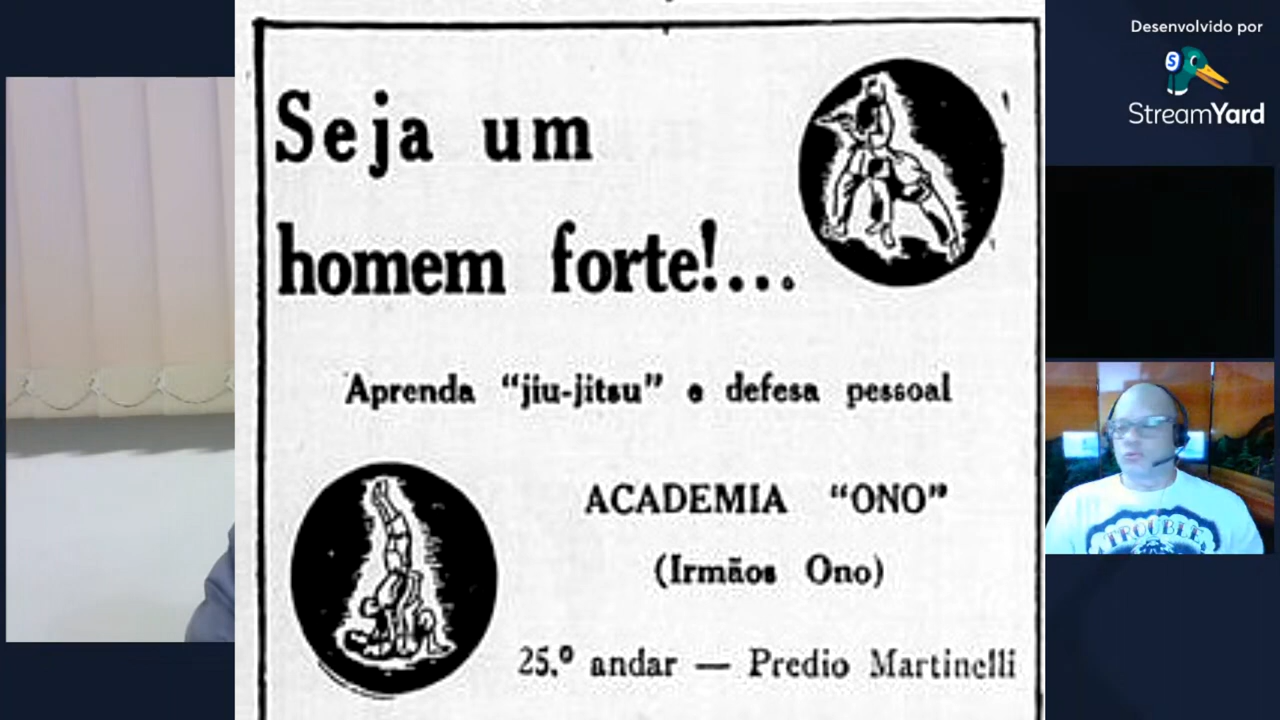 Seja um
homem forte!...
Aprenda “jiu-jitsu” e defesa pessoal
ACADEMIA “ONO”
(Irmãos Ono)
25.º andar — Predio Martinelli
Desenvolvido por
S
StreamYard
TROUBLE